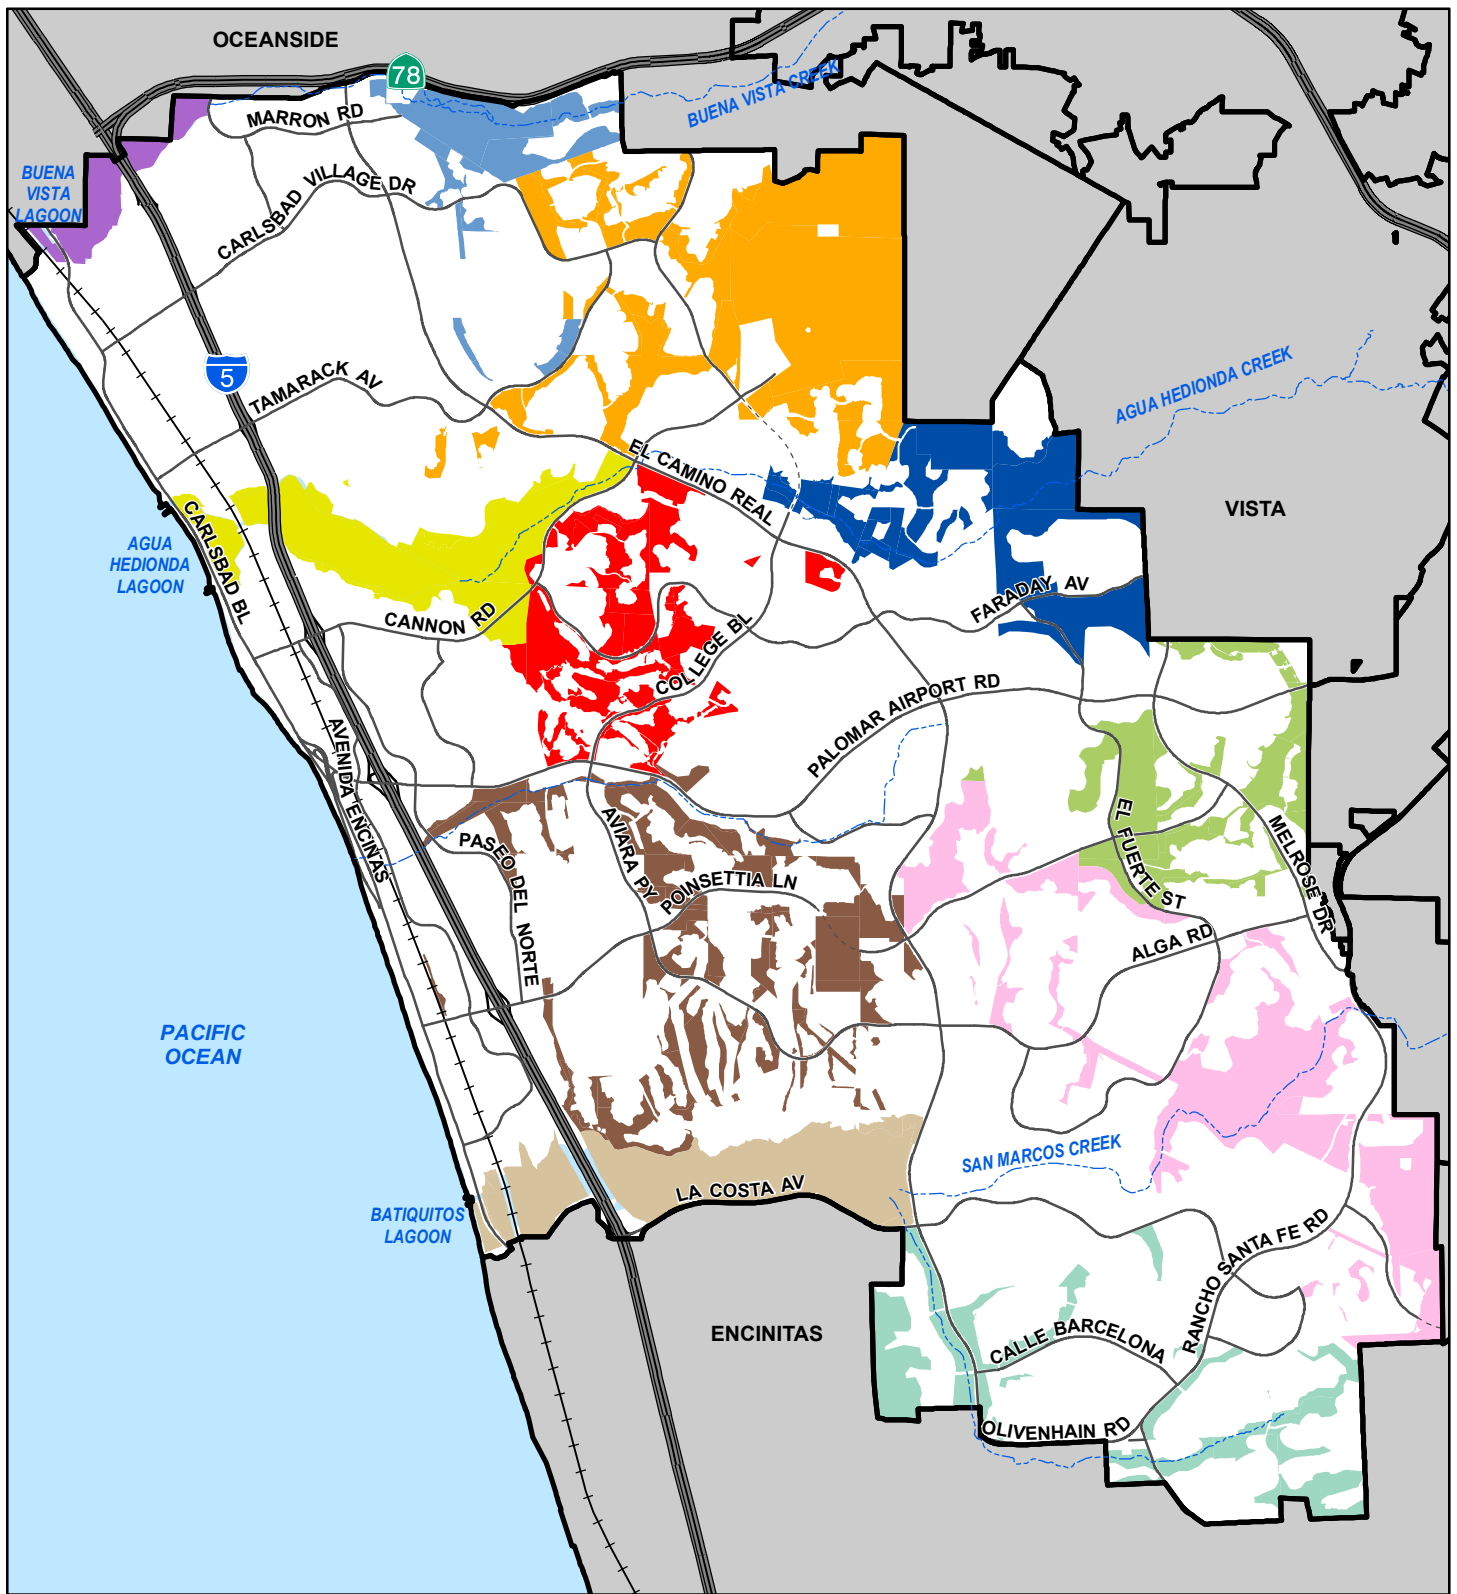 OCEANSIDE
78
BUENA VISTA CREEK
MARRON RD
BUENA
VISTA
LAGOON
CARLSBAD VILLAGE DR
5
TAMARACK AV
AGUA HEDIONDA CREEK
EL CAMINO REAL
VISTA
CARLSBAD BL
AGUA
HEDIONDA
LAGOON
CANNON RD
FARADAY AV
COLLEGE BL
PALOMAR AIRPORT RD
AVENIDA ENCINAS
PASEO DEL NORTE
AVIARA PY
POINSETTIA LN
EL FUERTE ST
MELROSE DR
ALGA RD
PACIFIC
OCEAN
SAN MARCOS CREEK
LA COSTA AV
BATIQUITOS
LAGOON
RANCHO SANTA FE RD
ENCINITAS
CALLE BARCELONA
OLIVENHAIN RD